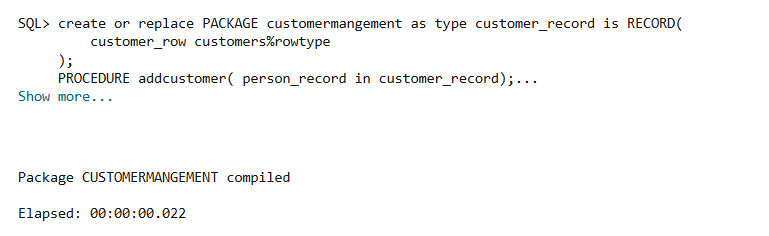 SQL> create or replace PACKAGE customermangement as type customer_record is RECORD(
customer_row customers%rowtype
);
PROCEDURE addcustomer( person_record in customer_record);...
Show more...
Package CUSTOMERMANGEMENT compiled
Elapsed: 00:00:00.022